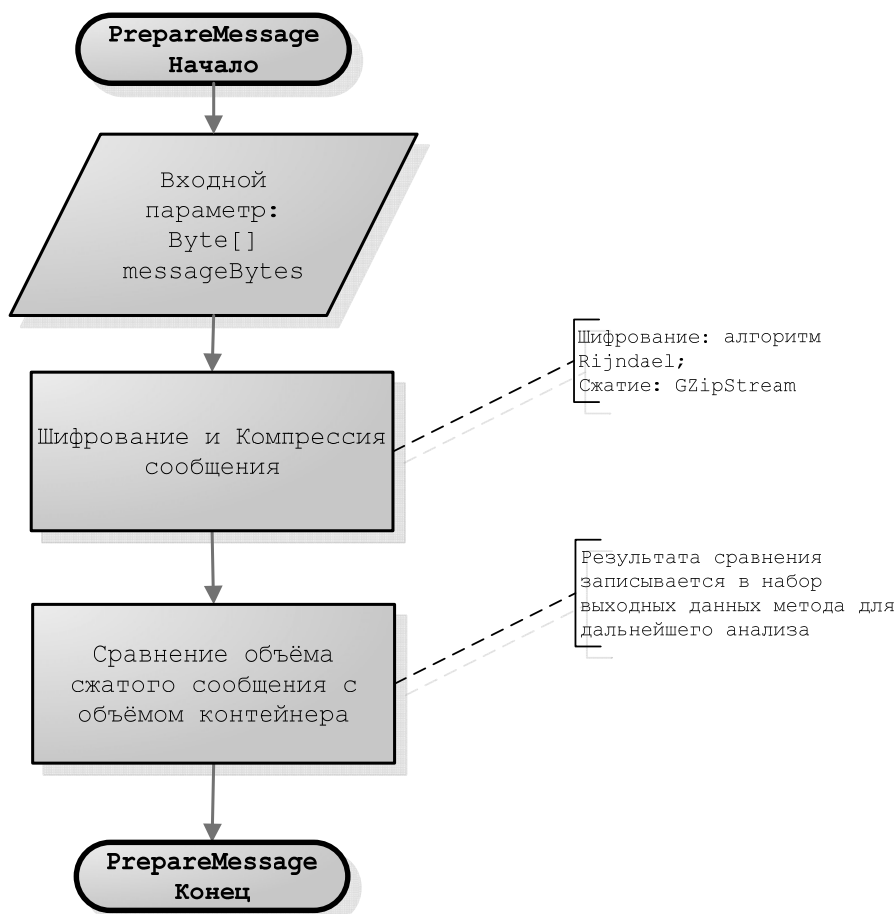 PrepareMessage
Начало
Входной
параметр:
Byte[]
messageBytes
Шифрование: алгоритм
Rijndael;
Сжатие: GZipStream
Шифрование и Компрессия
сообщения
Результата сравнения
записывается в набор
выходных данных метода для
дальнейшего анализа
Сравнение объёма
сжатого сообщения с
объёмом контейнера
PrepareMessage
Конец